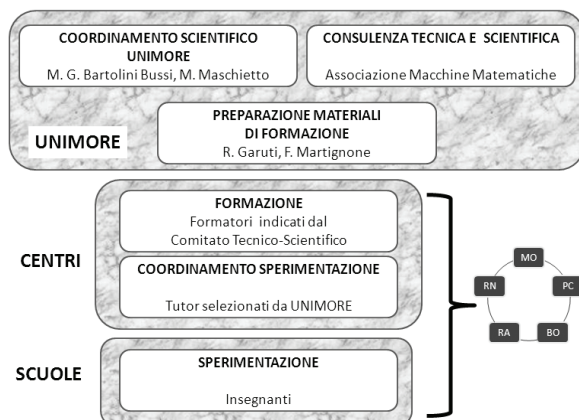 COORDINAMENTO SCIENTIFICO
UNIMORE
M. G. Bartolini Bussi, M. Maschietto
CONSULENZA TECNICA E SCIENTIFICA
Associazione Macchine Matematiche
PREPARAZIONE MATERIALI
DI FORMAZIONE
R. Garuti, F. Martignone
UNIMORE
FORMAZIONE
Formatori indicati dal
Comitato Tecnico-Scientifico
CENTRI
COORDINAMENTO SPERIMENTAZIONE
Tutor selezionati da UNIMORE
SCUOLE
SPERIMENTAZIONE
Insegnanti
MO
RN
PC
RA
BO